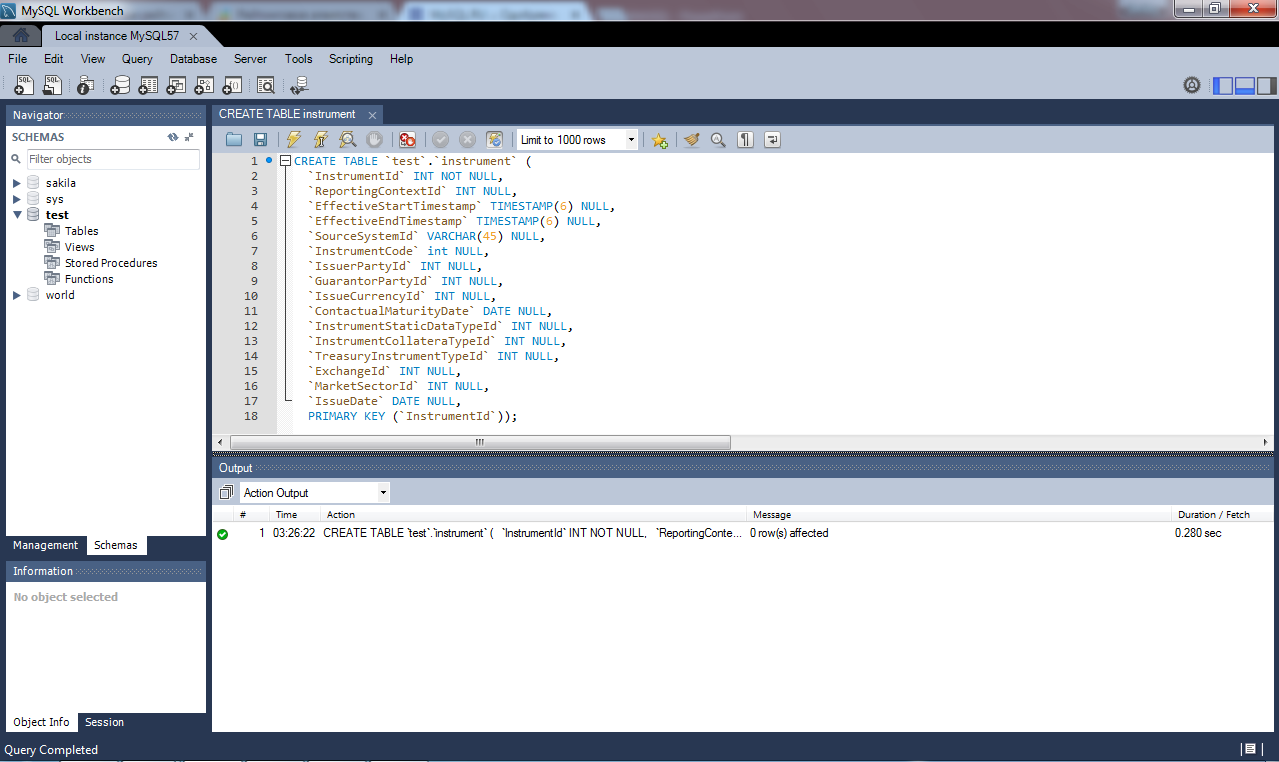 MySQL Workbench
Local instance MySQL57
File Edit View Query Database Server Tools Scripting Help
Navigator
SCHEMAS
Filter objects
sakila
sys
test
Tables
Views
Stored Procedures
Functions
world
Management Schemas
Information
No object selected
Object Info Session
CREATE TABLE instrument
Limit to 1000 rows
1 CREATE TABLE `test`.`instrument` (
2 `InstrumentId` INT NOT NULL,
3 `ReportingContextId` INT NULL,
4 `EffectiveStartTimestamp` TIMESTAMP(6) NULL,
5 `EffectiveEndTimestamp` TIMESTAMP(6) NULL,
6 `SourceSystemId` VARCHAR(45) NULL,
7 `InstrumentCode` int NULL,
8 `IssuerPartyId` INT NULL,
9 `GuarantorPartyId` INT NULL,
10 `IssueCurrencyId` INT NULL,
11 `ContactualMaturityDate` DATE NULL,
12 `InstrumentStaticDataTypeId` INT NULL,
13 `InstrumentCollateraTypeId` INT NULL,
14 `TreasuryInstrumentTypeId` INT NULL,
15 `ExchangeId` INT NULL,
16 `MarketSectorId` INT NULL,
17 `IssueDate` DATE NULL,
18 PRIMARY KEY (`InstrumentId`));
Output
Action Output
# Time Action Message Duration / Fetch
1 03:26:22 CREATE TABLE `test`.`instrument` ( `InstrumentId` INT NOT NULL, `ReportingConte... 0 row(s) affected 0.280 sec
Query Completed